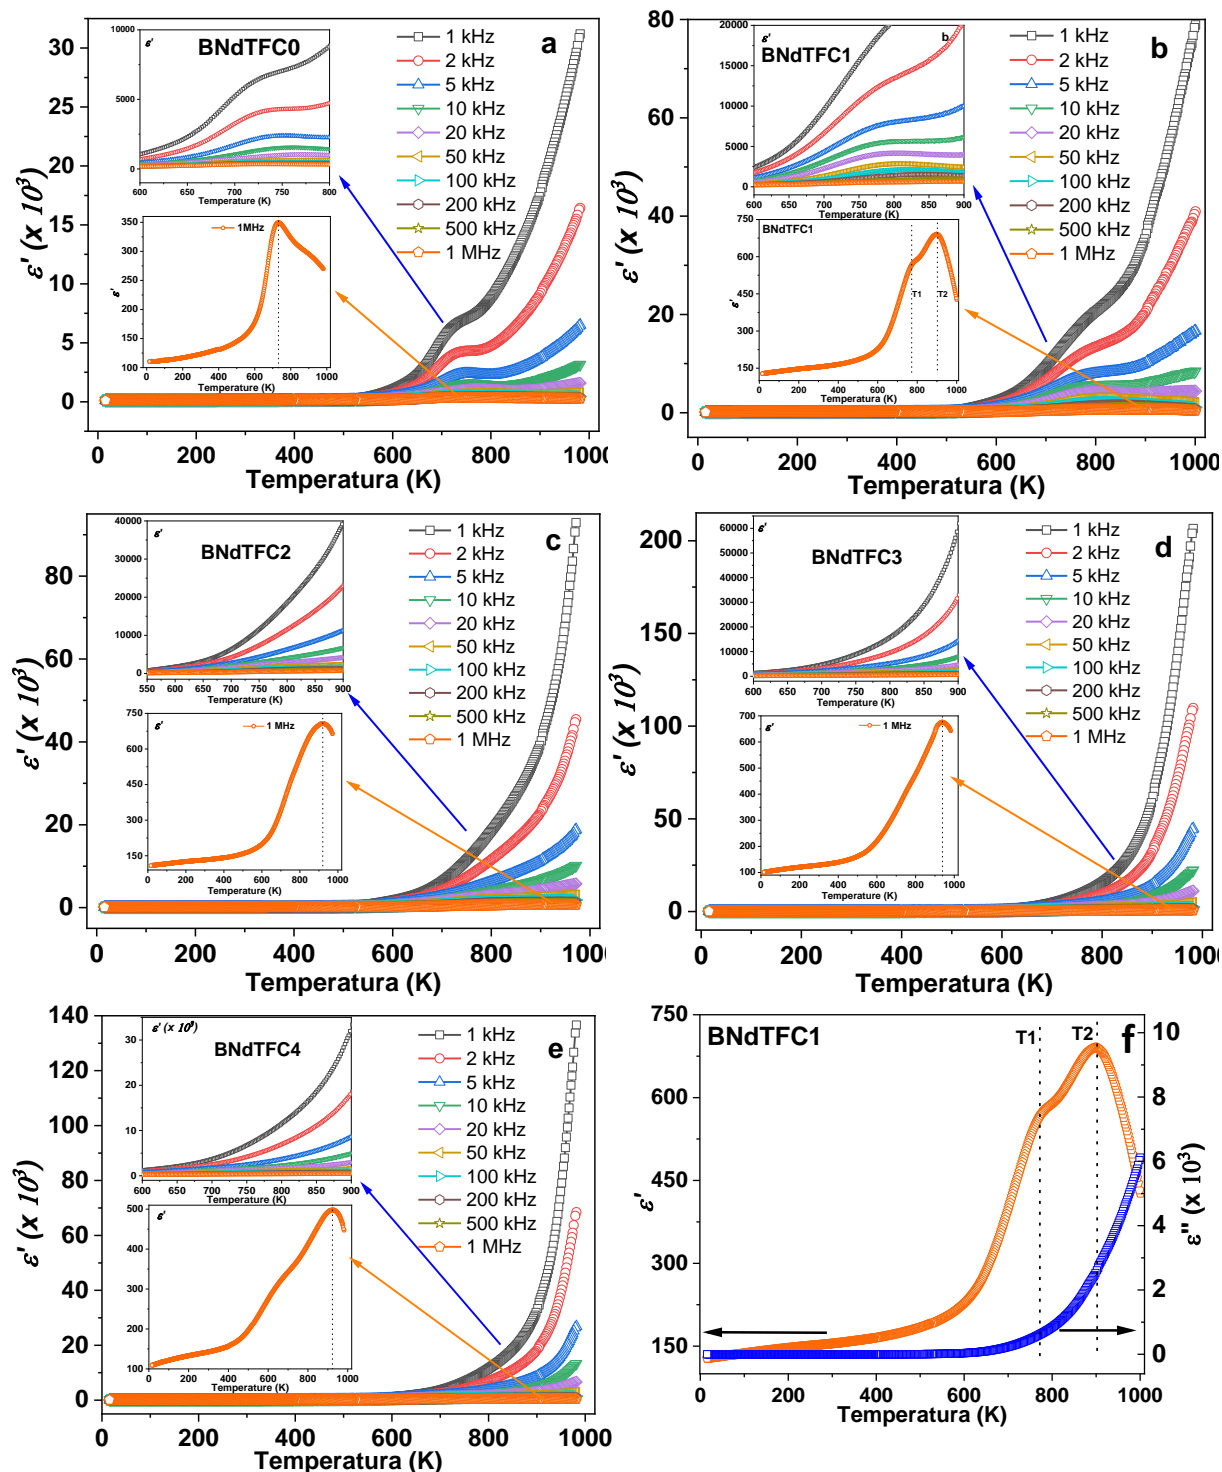 a
BNdTFC0
ε'
10000
5000
0
600 650 700 750 800
Temperature (K)
1MHz
ε'
350
300
250
200
150
100
0 200 400 600 800 1000
Temperature (K)
1 kHz
2 kHz
5 kHz
10 kHz
20 kHz
50 kHz
100 kHz
200 kHz
500 kHz
1 MHz
ε' (x 10³)
30
25
20
15
10
5
0
0 200 400 600 800 1000
Temperatura (K)
b
BNdTFC1
ε'
b
20000
15000
10000
5000
0
600 650 700 750 800 850 900
Temperature (K)
BNdTFC1
ε'
750
600
450
300
150
T1
T2
0 200 400 600 800 1000
Temperature (K)
1 kHz
2 kHz
5 kHz
10 kHz
20 kHz
50 kHz
100 kHz
200 kHz
500 kHz
1 MHz
ε' (x 10³)
80
60
40
20
0
0 200 400 600 800 1000
Temperatura (K)
c
BNdTFC2
ε'
40000
30000
20000
10000
0
550 600 650 700 750 800 850 900
Temperature (K)
ε'
1 MHz
750
600
450
300
150
0 200 400 600 800 1000
Temperature (K)
1 kHz
2 kHz
5 kHz
10 kHz
20 kHz
50 kHz
100 kHz
200 kHz
500 kHz
1 MHz
ε' (x 10³)
80
60
40
20
0
0 200 400 600 800 1000
Temperatura (K)
d
BNdTFC3
ε'
60000
50000
40000
30000
20000
10000
0
600 650 700 750 800 850 900
Temperature (K)
ε'
1 MHz
700
600
500
400
300
200
100
0 200 400 600 800 1000
Temperature (K)
1 kHz
2 kHz
5 kHz
10 kHz
20 kHz
50 kHz
100 kHz
200 kHz
500 kHz
1 MHz
ε' (x 10³)
200
150
100
50
0
0 200 400 600 800 1000
Temperatura (K)
e
BNdTFC4
ε' (x 10³)
30
20
10
0
600 650 700 750 800 850 900
Temperature (K)
ε'
500
400
300
200
100
0 200 400 600 800 1000
Temperature (K)
1 kHz
2 kHz
5 kHz
10 kHz
20 kHz
50 kHz
100 kHz
200 kHz
500 kHz
1 MHz
ε' (x 10³)
140
120
100
80
60
40
20
0
0 200 400 600 800 1000
Temperatura (K)
f
BNdTFC1
T1
T2
ε'
750
600
450
300
150
ε'' (x 10³)
10
8
6
4
2
0
0 200 400 600 800 1000
Temperatura (K)